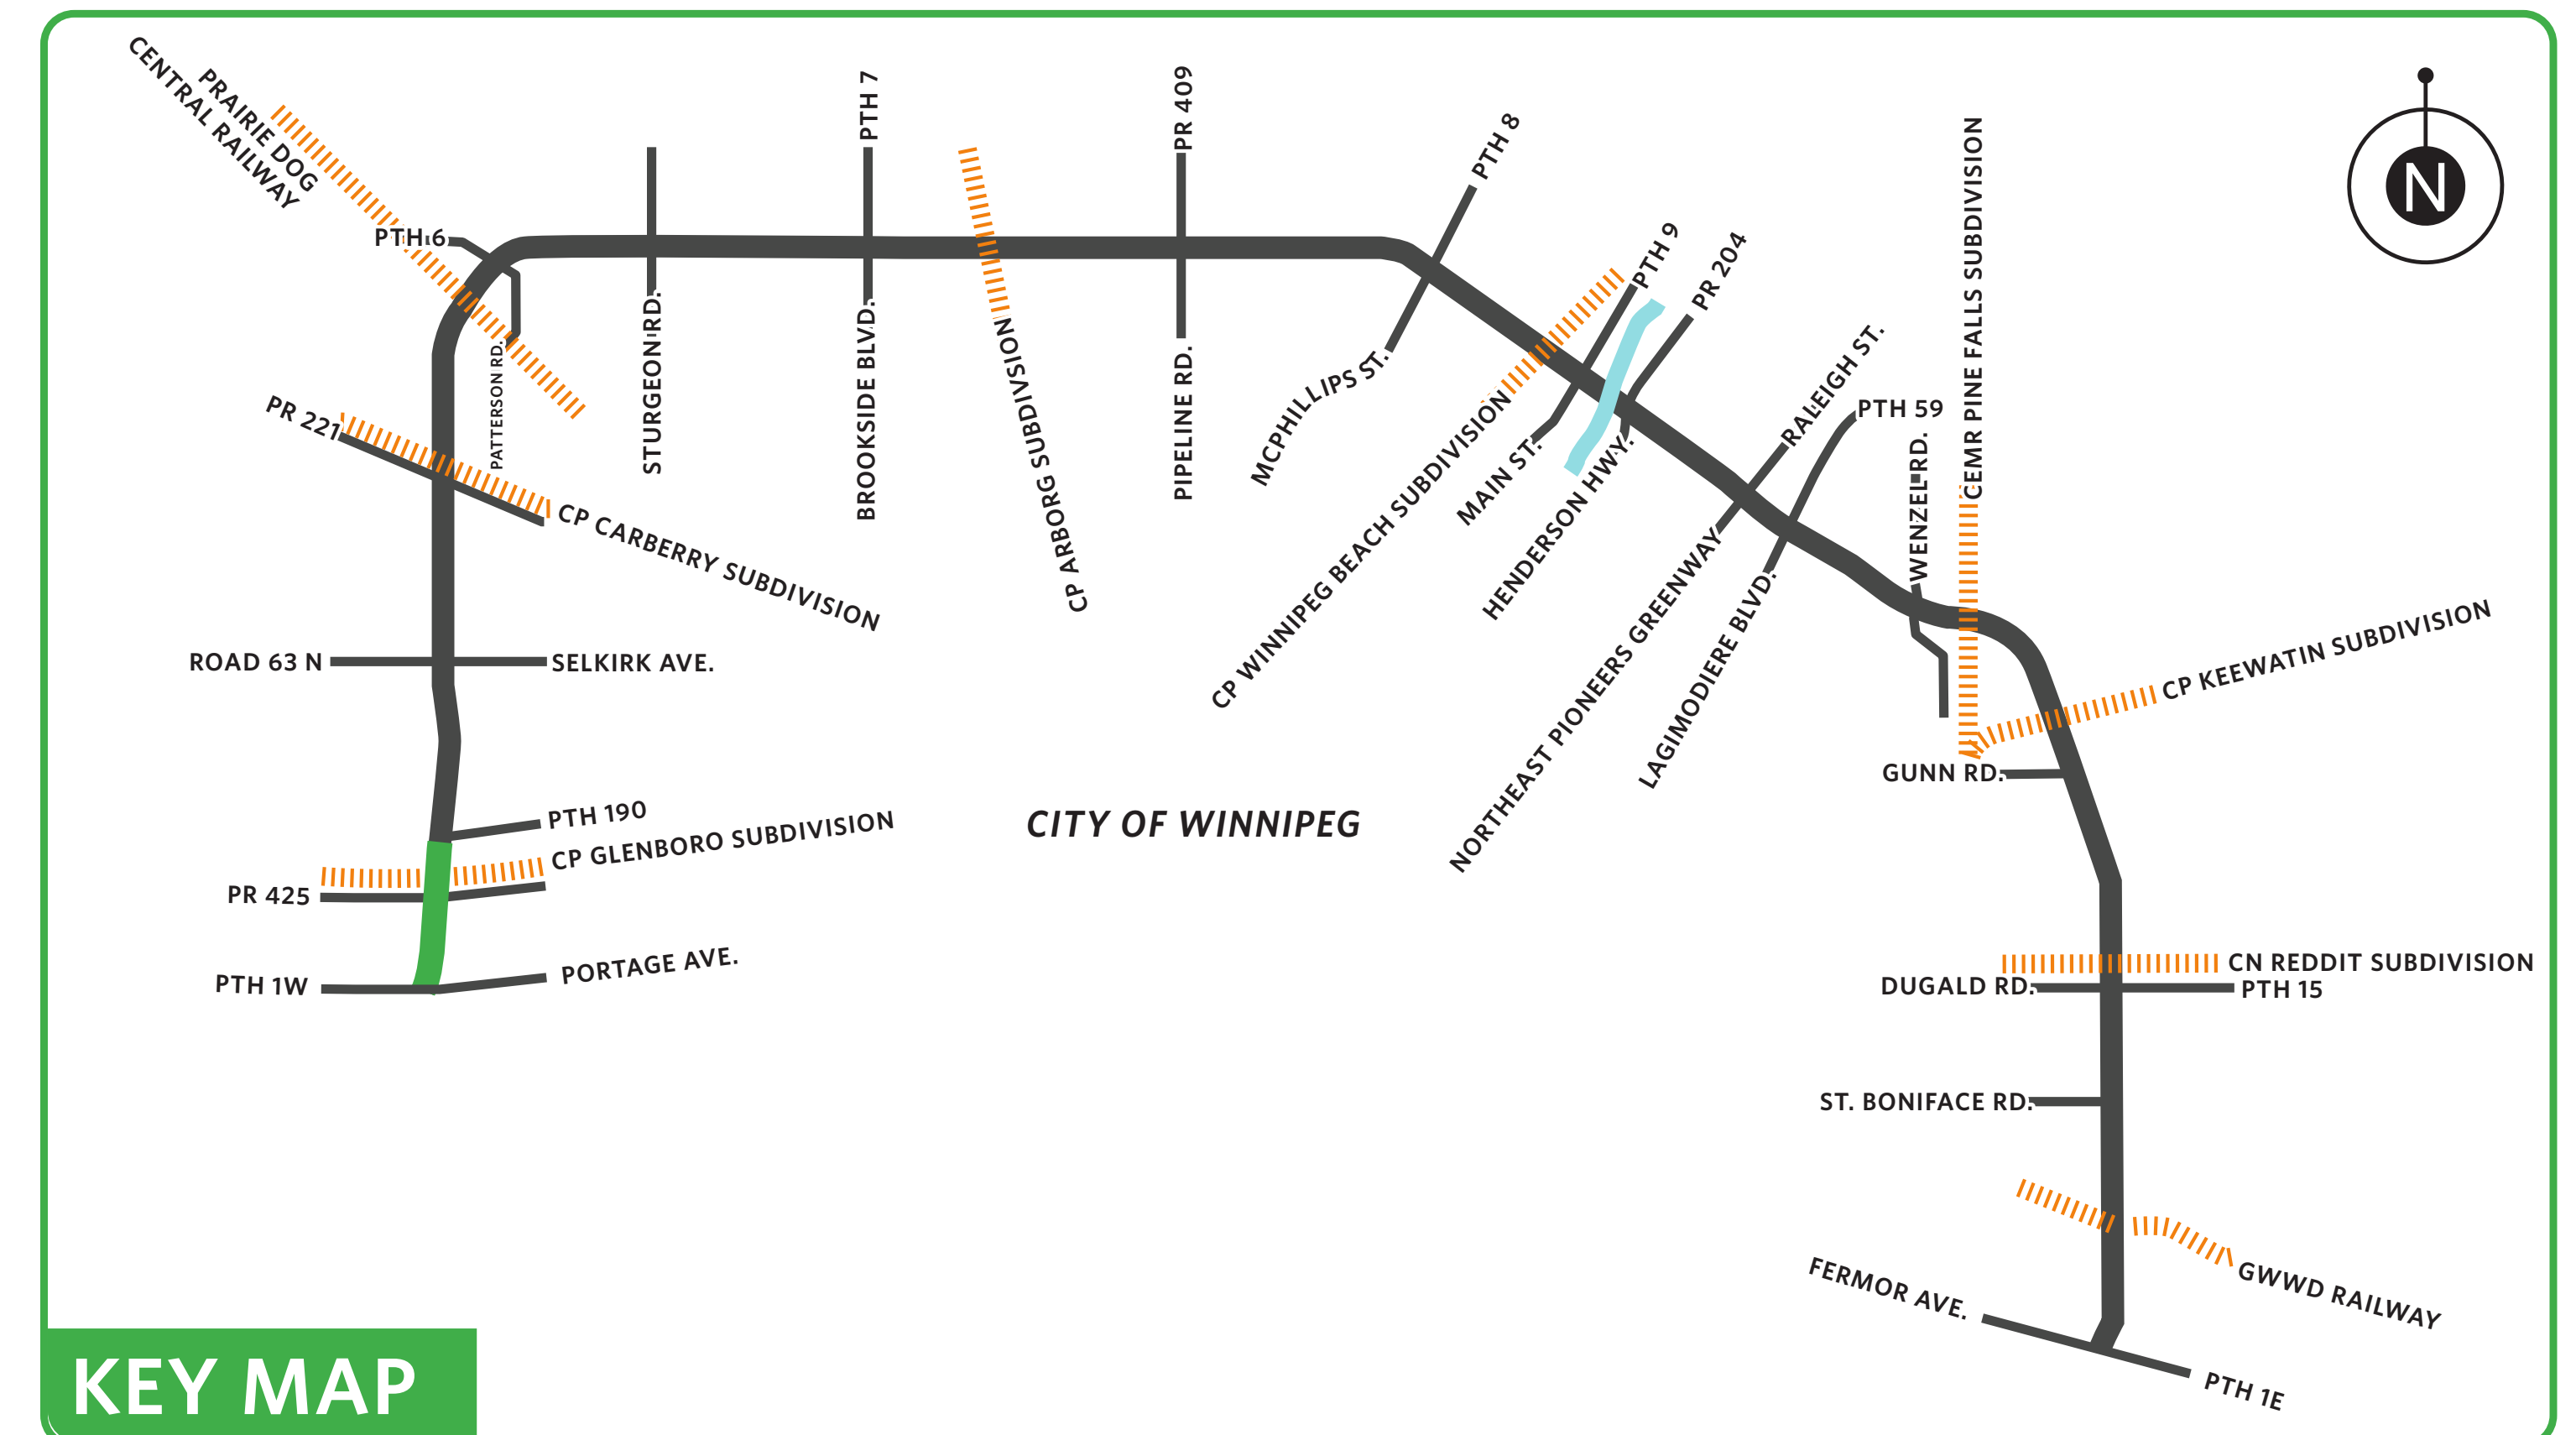 PRAIRIE DOG
CENTRAL RAILWAY
PTH 6
PATTERSON RD.
STURGEON RD.
PTH 7
BROOKSIDE BLVD.
CP ARBORG SUBDIVISION
PR 409
PIPELINE RD.
PTH 8
MCPHILLIPS ST.
CP WINNIPEG BEACH SUBDIVISION
PTH 9
MAIN ST.
PR 204
HENDERSON HWY.
RALEIGH ST.
NORTHEAST PIONEERS GREENWAY
PTH 59
LAGIMODIERE BLVD.
WENZEL RD.
CEMR PINE FALLS SUBDIVISION
N
PR 221
CP CARBERRY SUBDIVISION
ROAD 63 N
SELKIRK AVE.
CP KEEWATIN SUBDIVISION
GUNN RD.
PTH 190
CP GLENBORO SUBDIVISION
PR 425
CITY OF WINNIPEG
PTH 1W
PORTAGE AVE.
CN REDDIT SUBDIVISION
DUGALD RD.
PTH 15
ST. BONIFACE RD.
GWWD RAILWAY
FERMOR AVE.
PTH 1E
KEY MAP